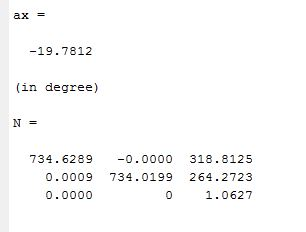 ax =
-19.7812
(in degree)
N =
734.6289 -0.0000 318.8125
0.0009 734.0199 264.2723
0.0000 0 1.0627